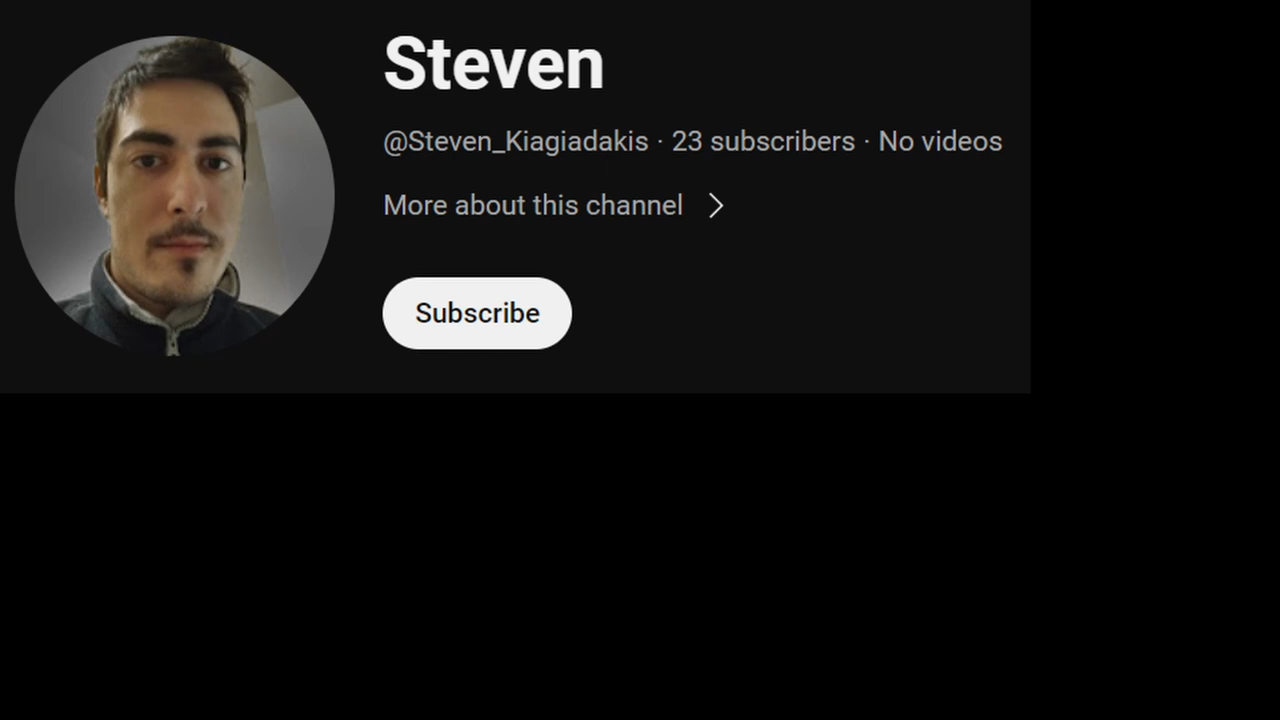 Steven
@Steven_Kiagiadakis · 23 subscribers · No videos
More about this channel
Subscribe